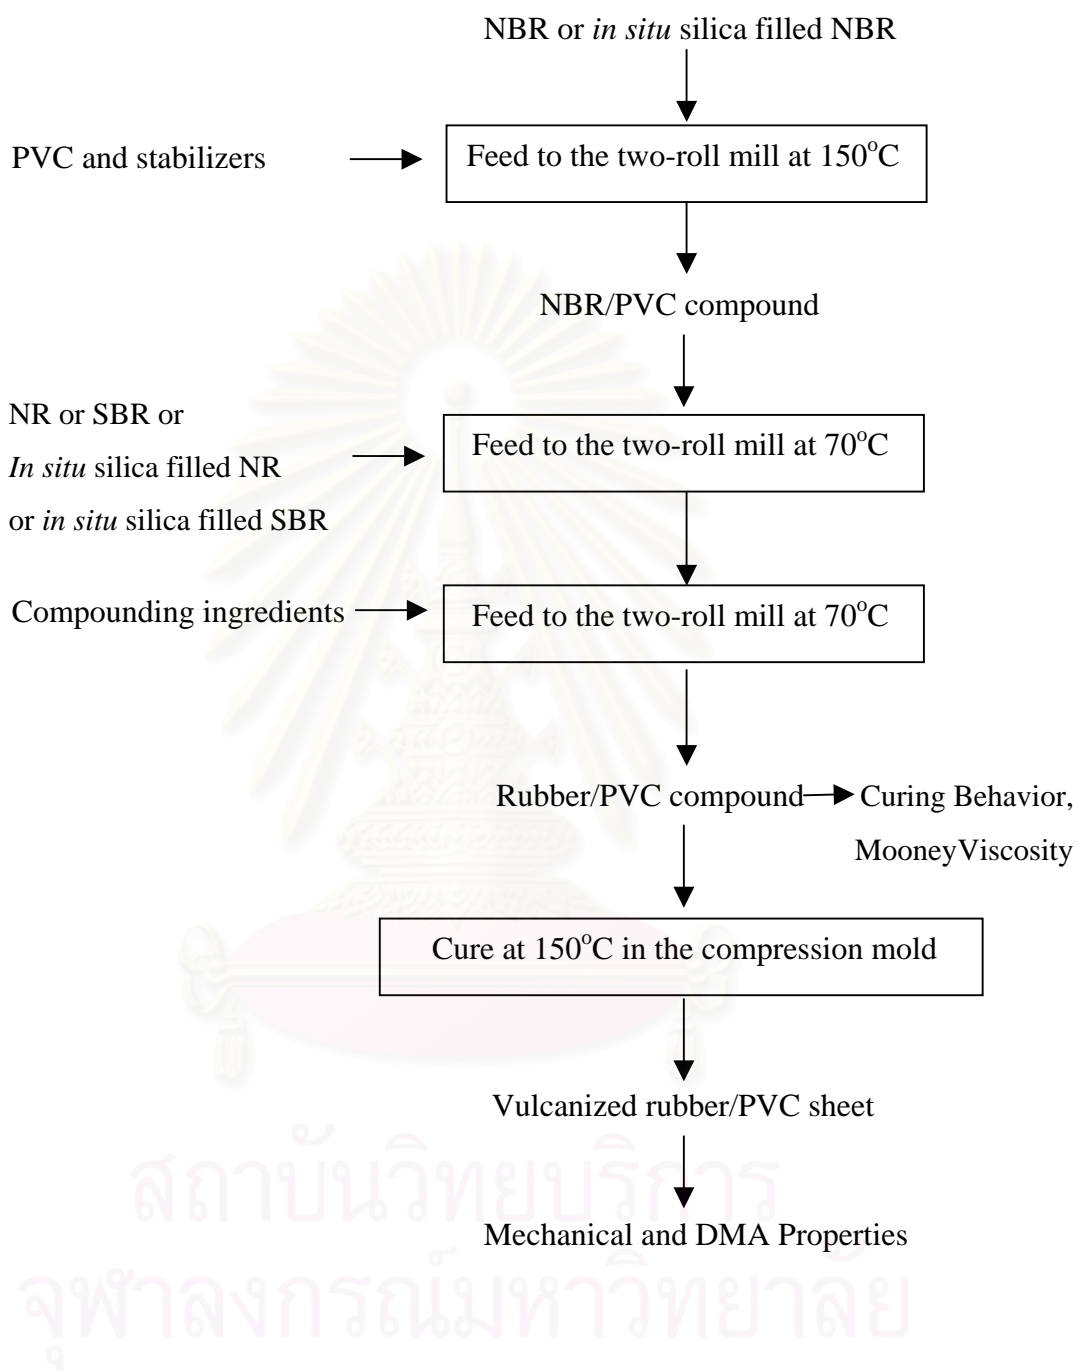 NBR or in situ silica filled NBR
PVC and stabilizers
Feed to the two-roll mill at 150°C
NBR/PVC compound
NR or SBR or
In situ silica filled NR
or in situ silica filled SBR
Feed to the two-roll mill at 70°C
Compounding ingredients
Feed to the two-roll mill at 70°C
Rubber/PVC compound
Curing Behavior,
MooneyViscosity
Cure at 150°C in the compression mold
Vulcanized rubber/PVC sheet
Mechanical and DMA Properties
สถาบันวิทยบริการ
จุฬาลงกรณ์มหาวิทยาลัย